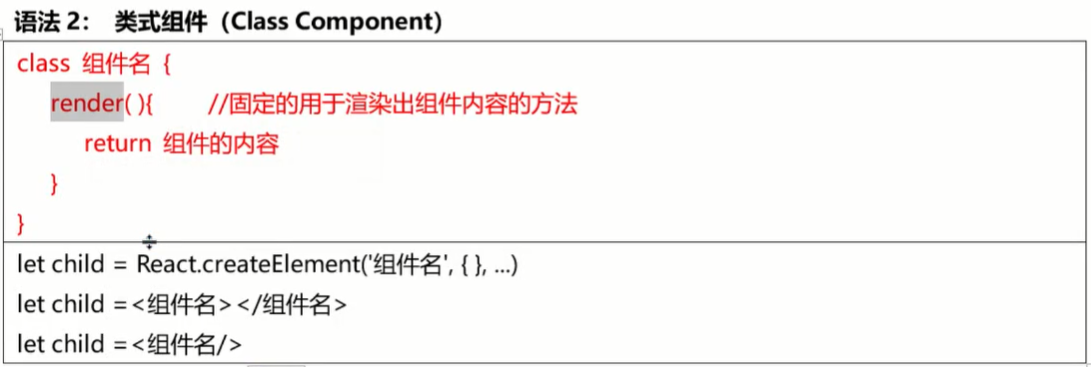 语法 2： 类式组件（Class Component）
class 组件名 {
render( ){ //固定的用于渲染出组件内容的方法
return 组件的内容
}
}
let child = React.createElement('组件名', { }, ...)
let child =<组件名></组件名>
let child =<组件名/>